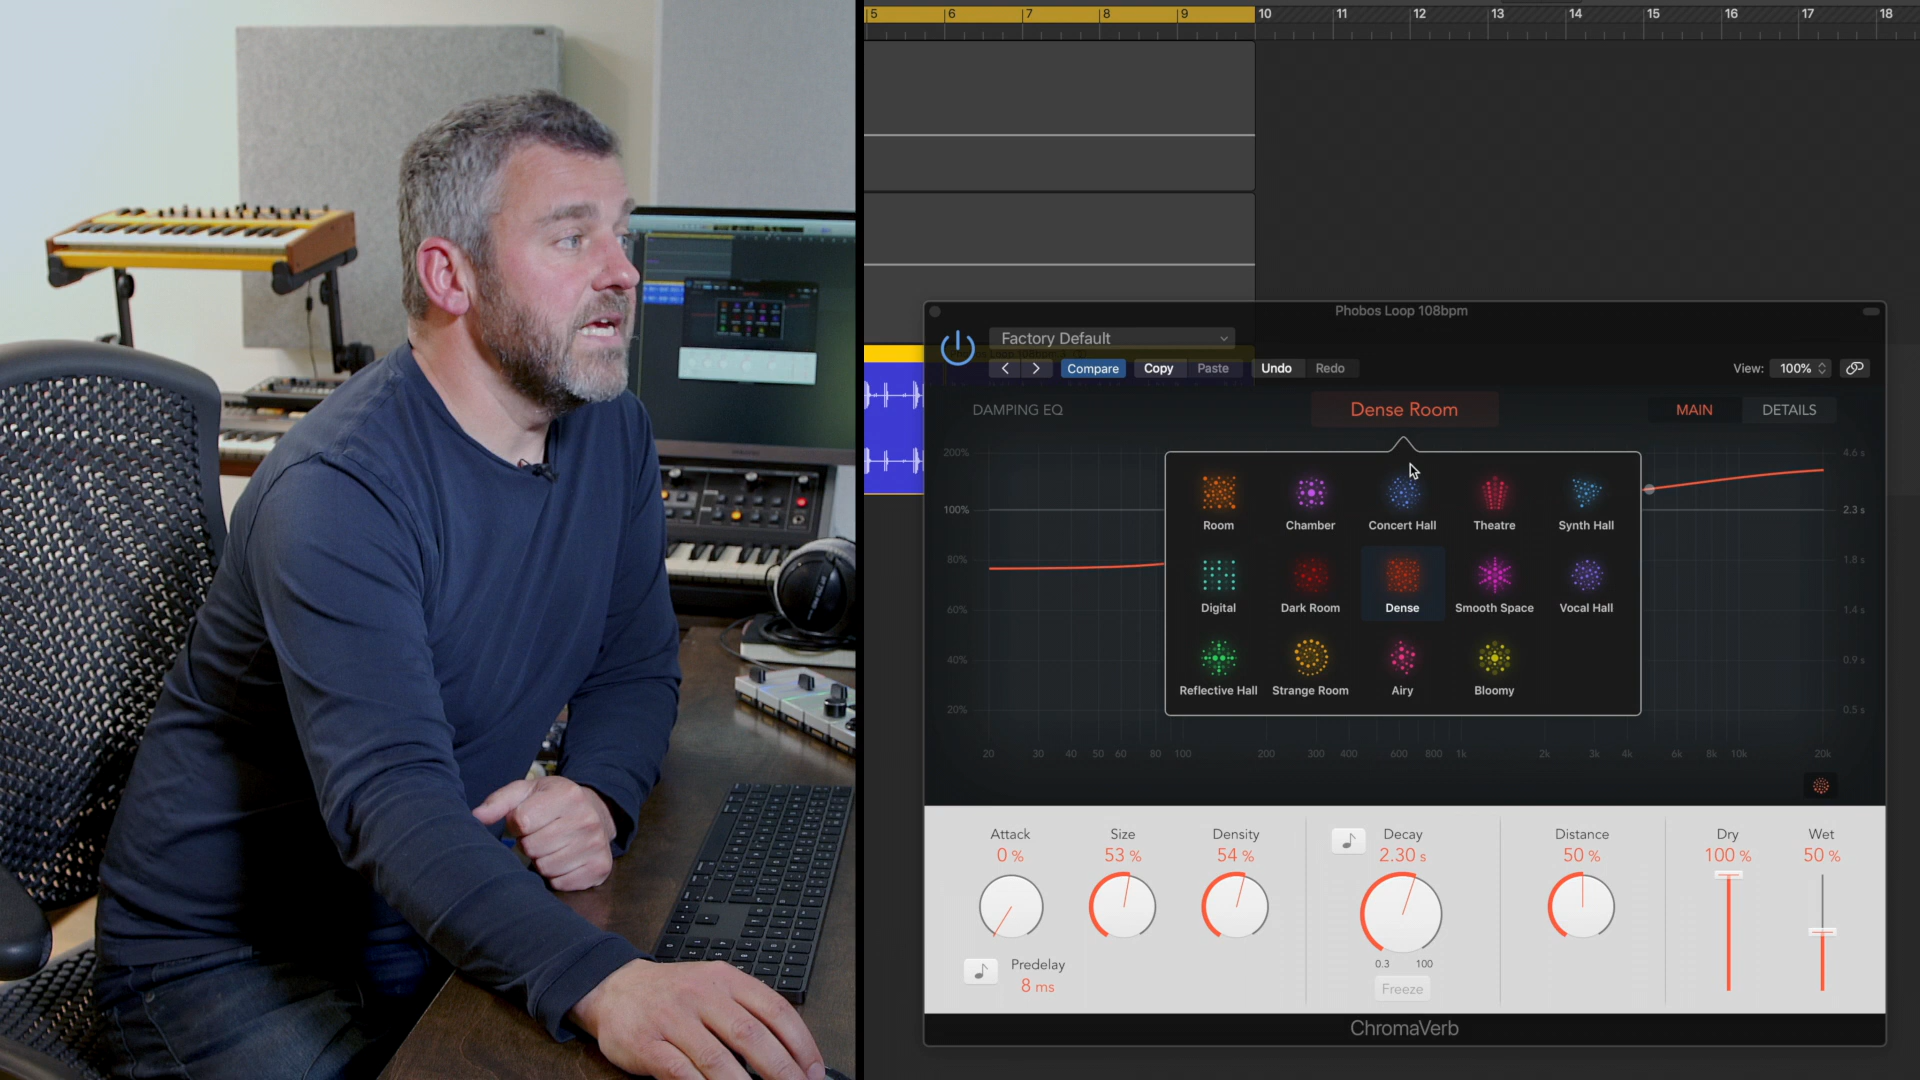 5 6 7 8 9 10 11 12 13 14 15 16 17 18
Phobos Loop 108bpm
Factory Default
Compare Copy Paste Undo Redo View: 100%
DAMPING EQ Dense Room MAIN DETAILS
200% 4.6 s
100% 2.3 s
80% 1.8 s
60% 1.4 s
40% 0.9 s
20% 0.5 s
Room Chamber Concert Hall Theatre Synth Hall
Digital Dark Room Dense Smooth Space Vocal Hall
Reflective Hall Strange Room Airy Bloomy
20 30 40 50 60 80 100 200 300 400 600 800 1k 2k 3k 4k 6k 8k 10k 20k
Attack Size Density Decay Distance Dry Wet
0 % 53 % 54 % 2.30 s 50 % 100 % 50 %
0.3 100
Predelay
8 ms
Freeze
ChromaVerb